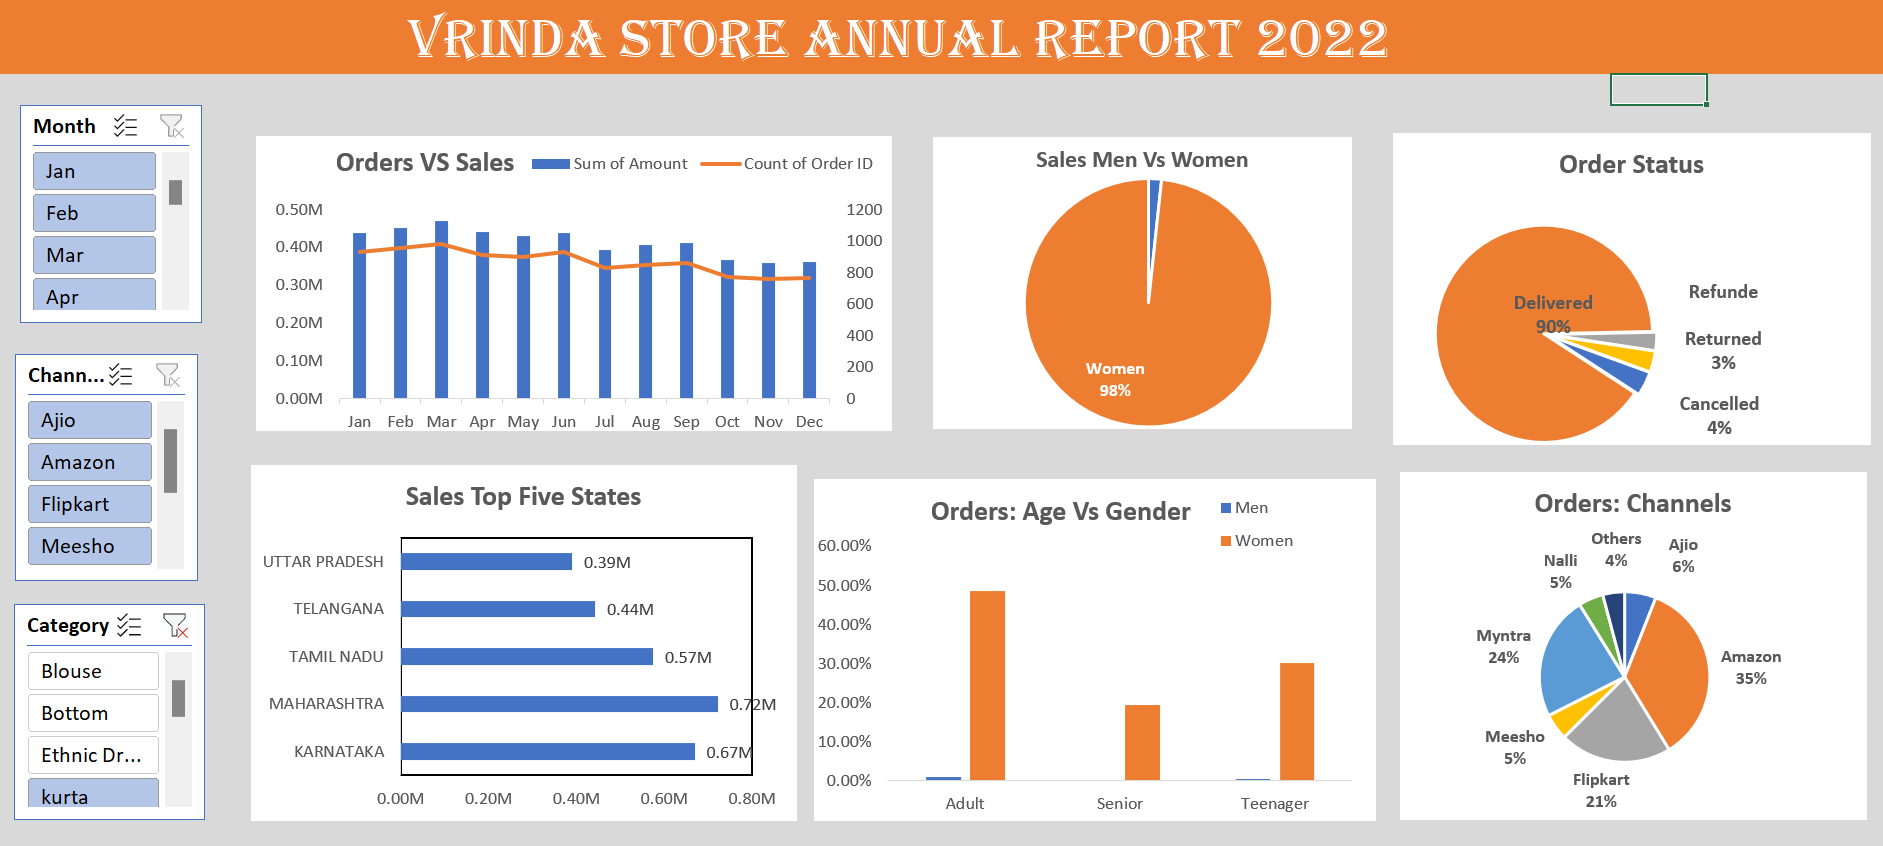 VRINDA STORE ANNUAL REPORT 2022
Month
Jan
Feb
Mar
Apr
Chann...
Ajio
Amazon
Flipkart
Meesho
Category
Blouse
Bottom
Ethnic Dr...
kurta
Orders VS Sales
Sum of Amount
Count of Order ID
0.50M
0.40M
0.30M
0.20M
0.10M
0.00M
1200
1000
800
600
400
200
0
Jan Feb Mar Apr May Jun Jul Aug Sep Oct Nov Dec
Sales Men Vs Women
Women
98%
Order Status
Delivered
90%
Refunde
Returned
3%
Cancelled
4%
Sales Top Five States
UTTAR PRADESH 0.39M
TELANGANA 0.44M
TAMIL NADU 0.57M
MAHARASHTRA 0.72M
KARNATAKA 0.67M
0.00M 0.20M 0.40M 0.60M 0.80M
Orders: Age Vs Gender
Men
Women
60.00%
50.00%
40.00%
30.00%
20.00%
10.00%
0.00%
Adult Senior Teenager
Orders: Channels
Others
4%
Ajio
6%
Nalli
5%
Myntra
24%
Amazon
35%
Meesho
5%
Flipkart
21%